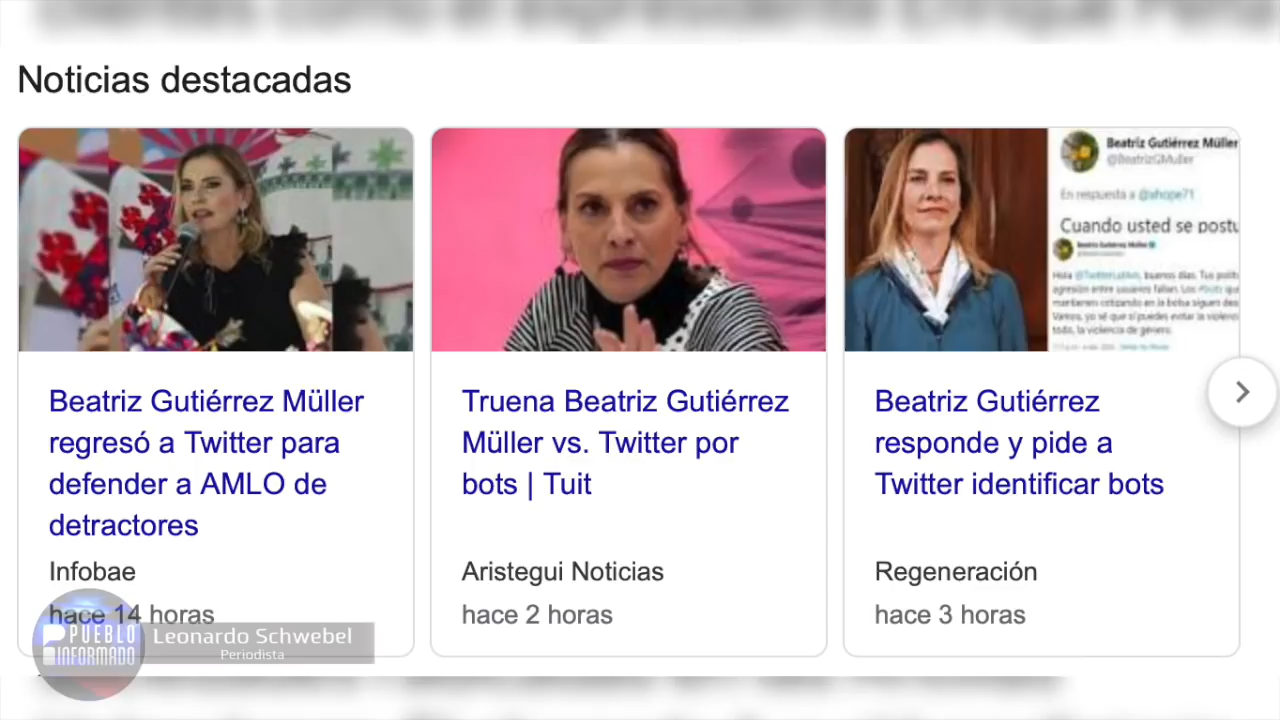 Noticias destacadas
Beatriz Gutiérrez Müller
@BeatrizGMuller
En respuesta a @ahope71
Cuando usted se postu
Beatriz Gutiérrez Müller
regresó a Twitter para
defender a AMLO de
detractores
Infobae
hace 14 horas
Truena Beatriz Gutiérrez
Müller vs. Twitter por
bots | Tuit
Aristegui Noticias
hace 2 horas
Beatriz Gutiérrez
responde y pide a
Twitter identificar bots
Regeneración
hace 3 horas
PUEBLO
INFORMADO
Leonardo Schwebel
Periodista